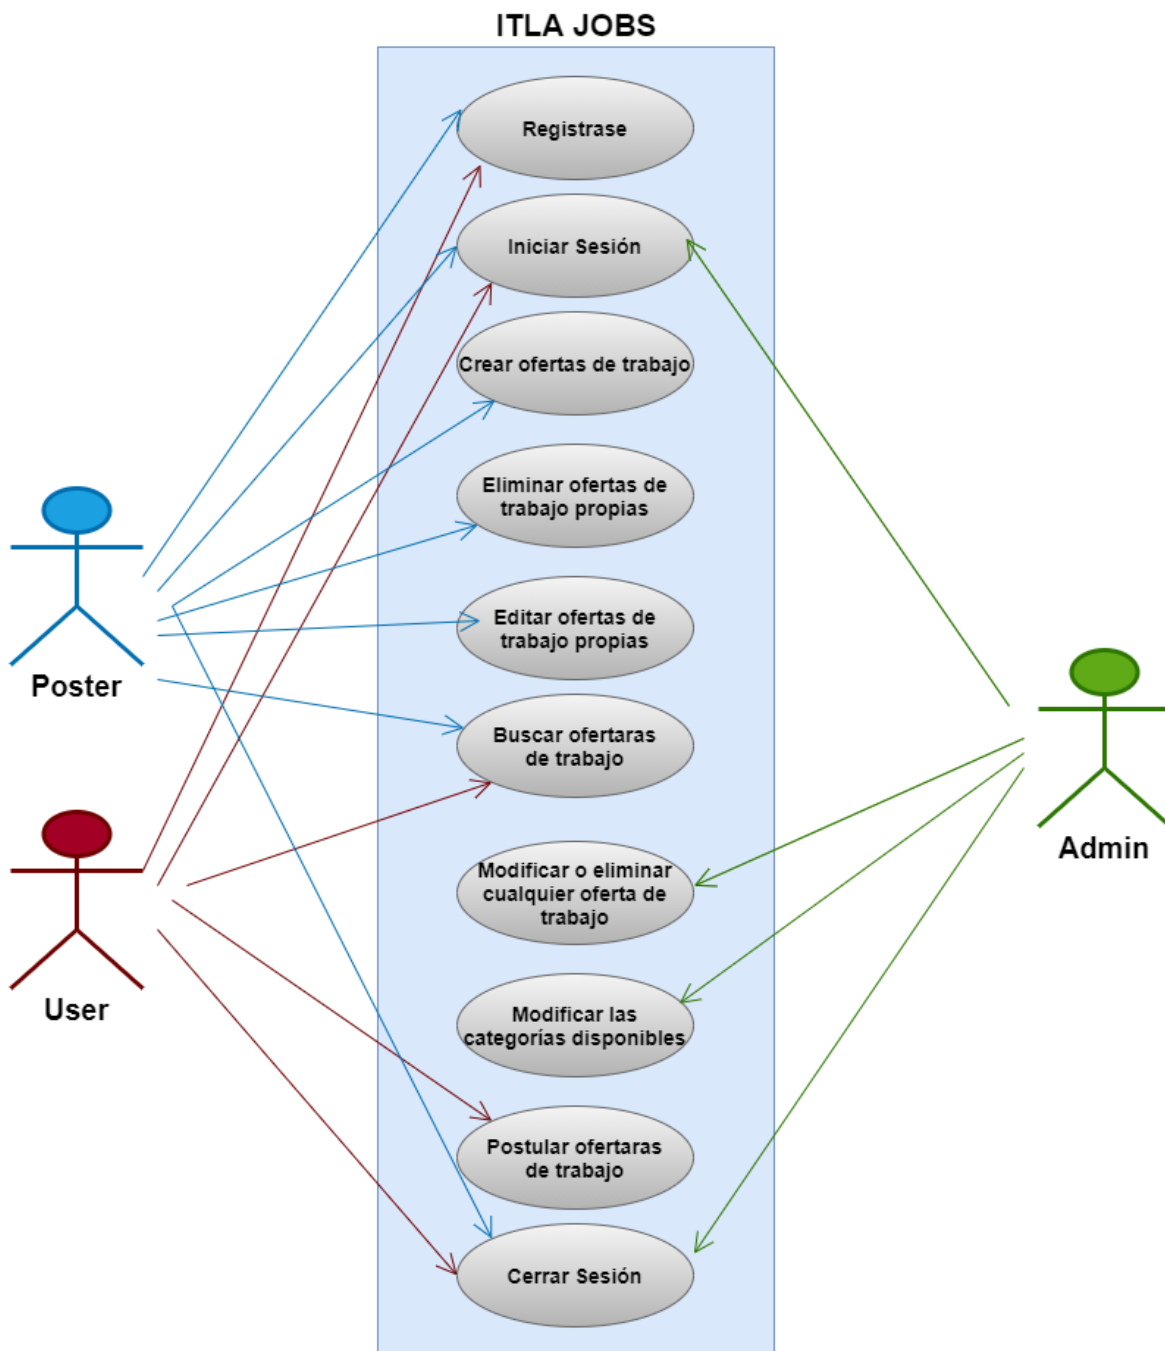 ITLA JOBS
Registrase
Iniciar Sesión
Crear ofertas de trabajo
Eliminar ofertas de
trabajo propias
Editar ofertas de
trabajo propias
Poster
Buscar ofertaras
de trabajo
Admin
Modificar o eliminar
cualquier oferta de
trabajo
User
Modificar las
categorías disponibles
Postular ofertaras
de trabajo
Cerrar Sesión